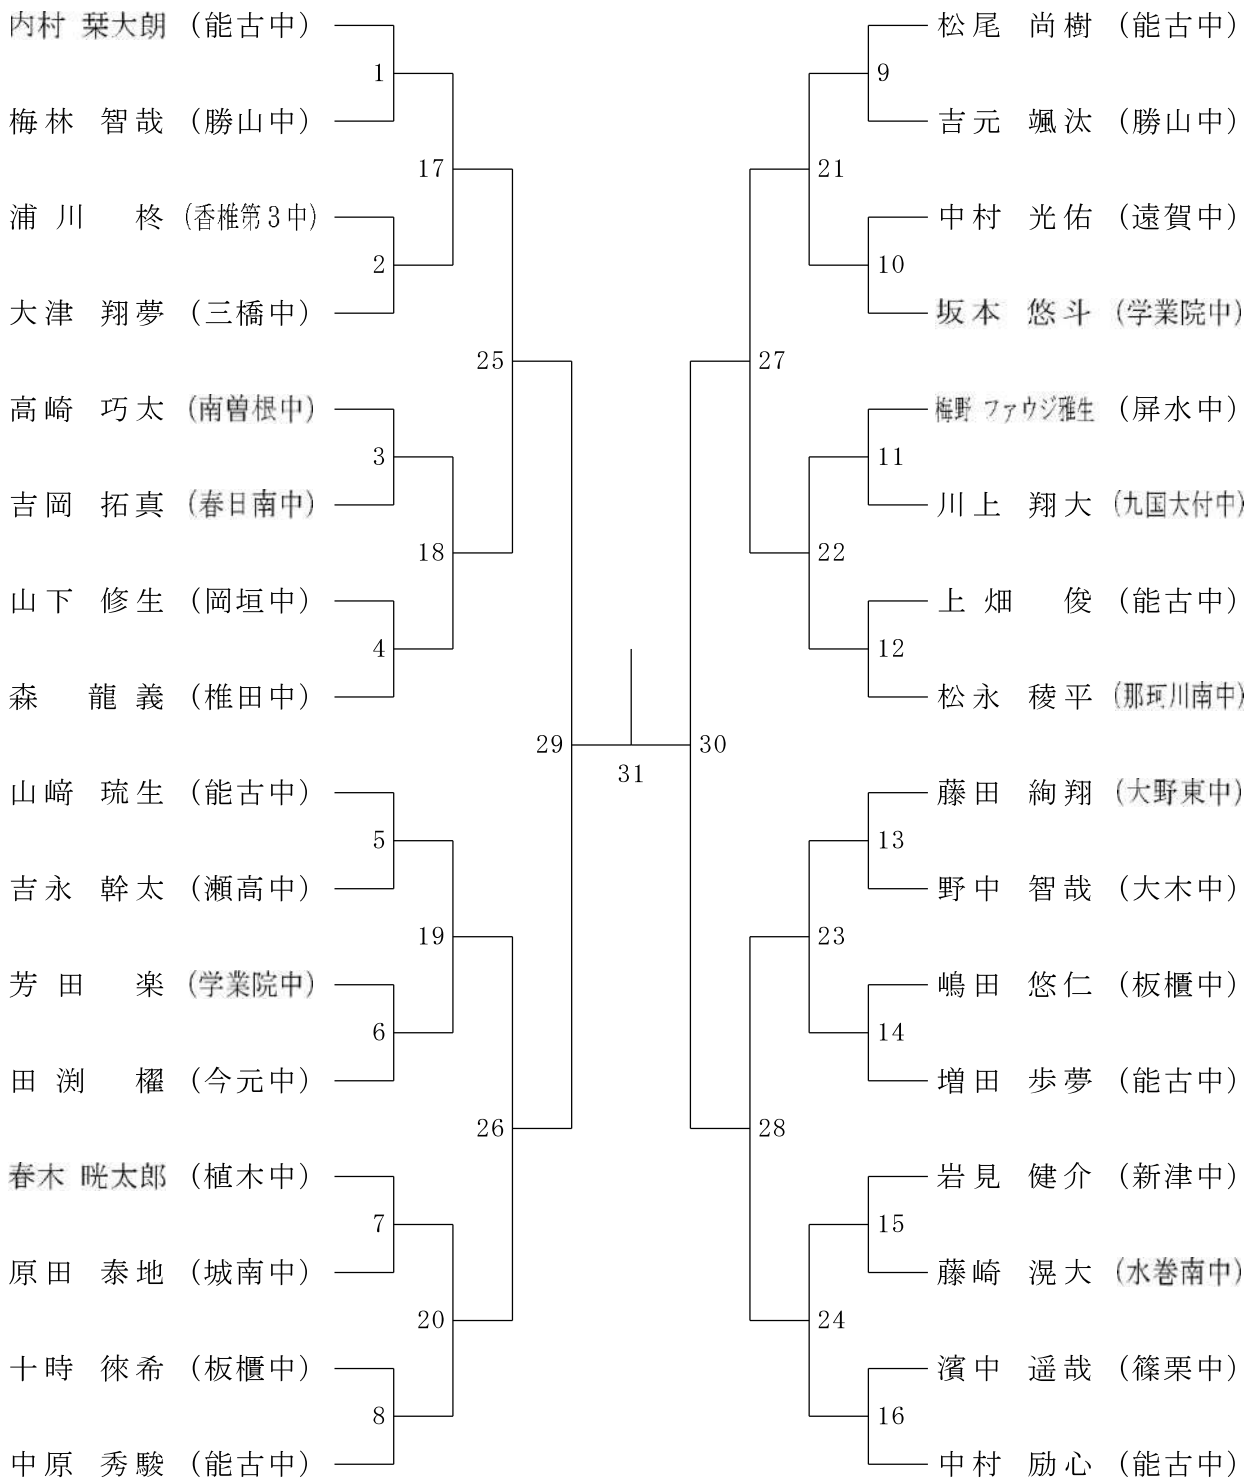 内村 栞大朗 (能古中)
1
梅林 智哉 (勝山中)
17
浦川 柊 (香椎第3中)
2
大津 翔夢 (三橋中)
25
高崎 巧太 (南曽根中)
3
吉岡 拓真 (春日南中)
18
山下 修生 (岡垣中)
4
森 龍義 (椎田中)
29
山﨑 琉生 (能古中)
5
吉永 幹太 (瀬高中)
19
芳田 楽 (学業院中)
6
田渕 櫂 (今元中)
26
春木 晄太郎 (植木中)
7
原田 泰地 (城南中)
20
十時 徠希 (板櫃中)
8
中原 秀駿 (能古中)
31
松尾 尚樹 (能古中)
9
吉元 颯汰 (勝山中)
21
中村 光佑 (遠賀中)
10
坂本 悠斗 (学業院中)
27
梅野 ファウジ雅生 (屏水中)
11
川上 翔大 (九国大付中)
22
上畑 俊 (能古中)
12
松永 稜平 (那珂川南中)
30
藤田 絢翔 (大野東中)
13
野中 智哉 (大木中)
23
嶋田 悠仁 (板櫃中)
14
増田 歩夢 (能古中)
28
岩見 健介 (新津中)
15
藤崎 滉大 (水巻南中)
24
濱中 遥哉 (篠栗中)
16
中村 励心 (能古中)